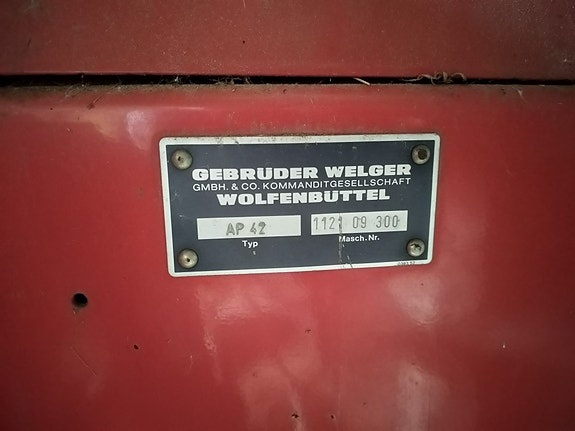 GEBRÜDER WELGER
GMBH. & CO. KOMMANDITGESELLSCHAFT
WOLFENBÜTTEL
AP 42 1121 09 300
Typ Masch. Nr.